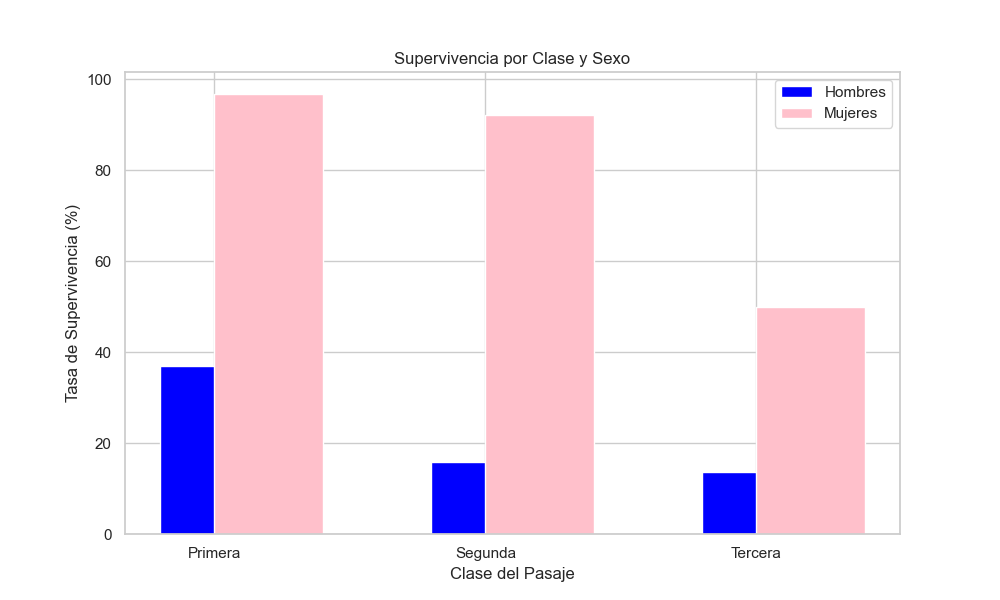 Supervivencia por Clase y Sexo
Hombres
Mujeres
Tasa de Supervivencia (%)
100
80
60
40
20
0
Primera
Segunda
Tercera
Clase del Pasaje